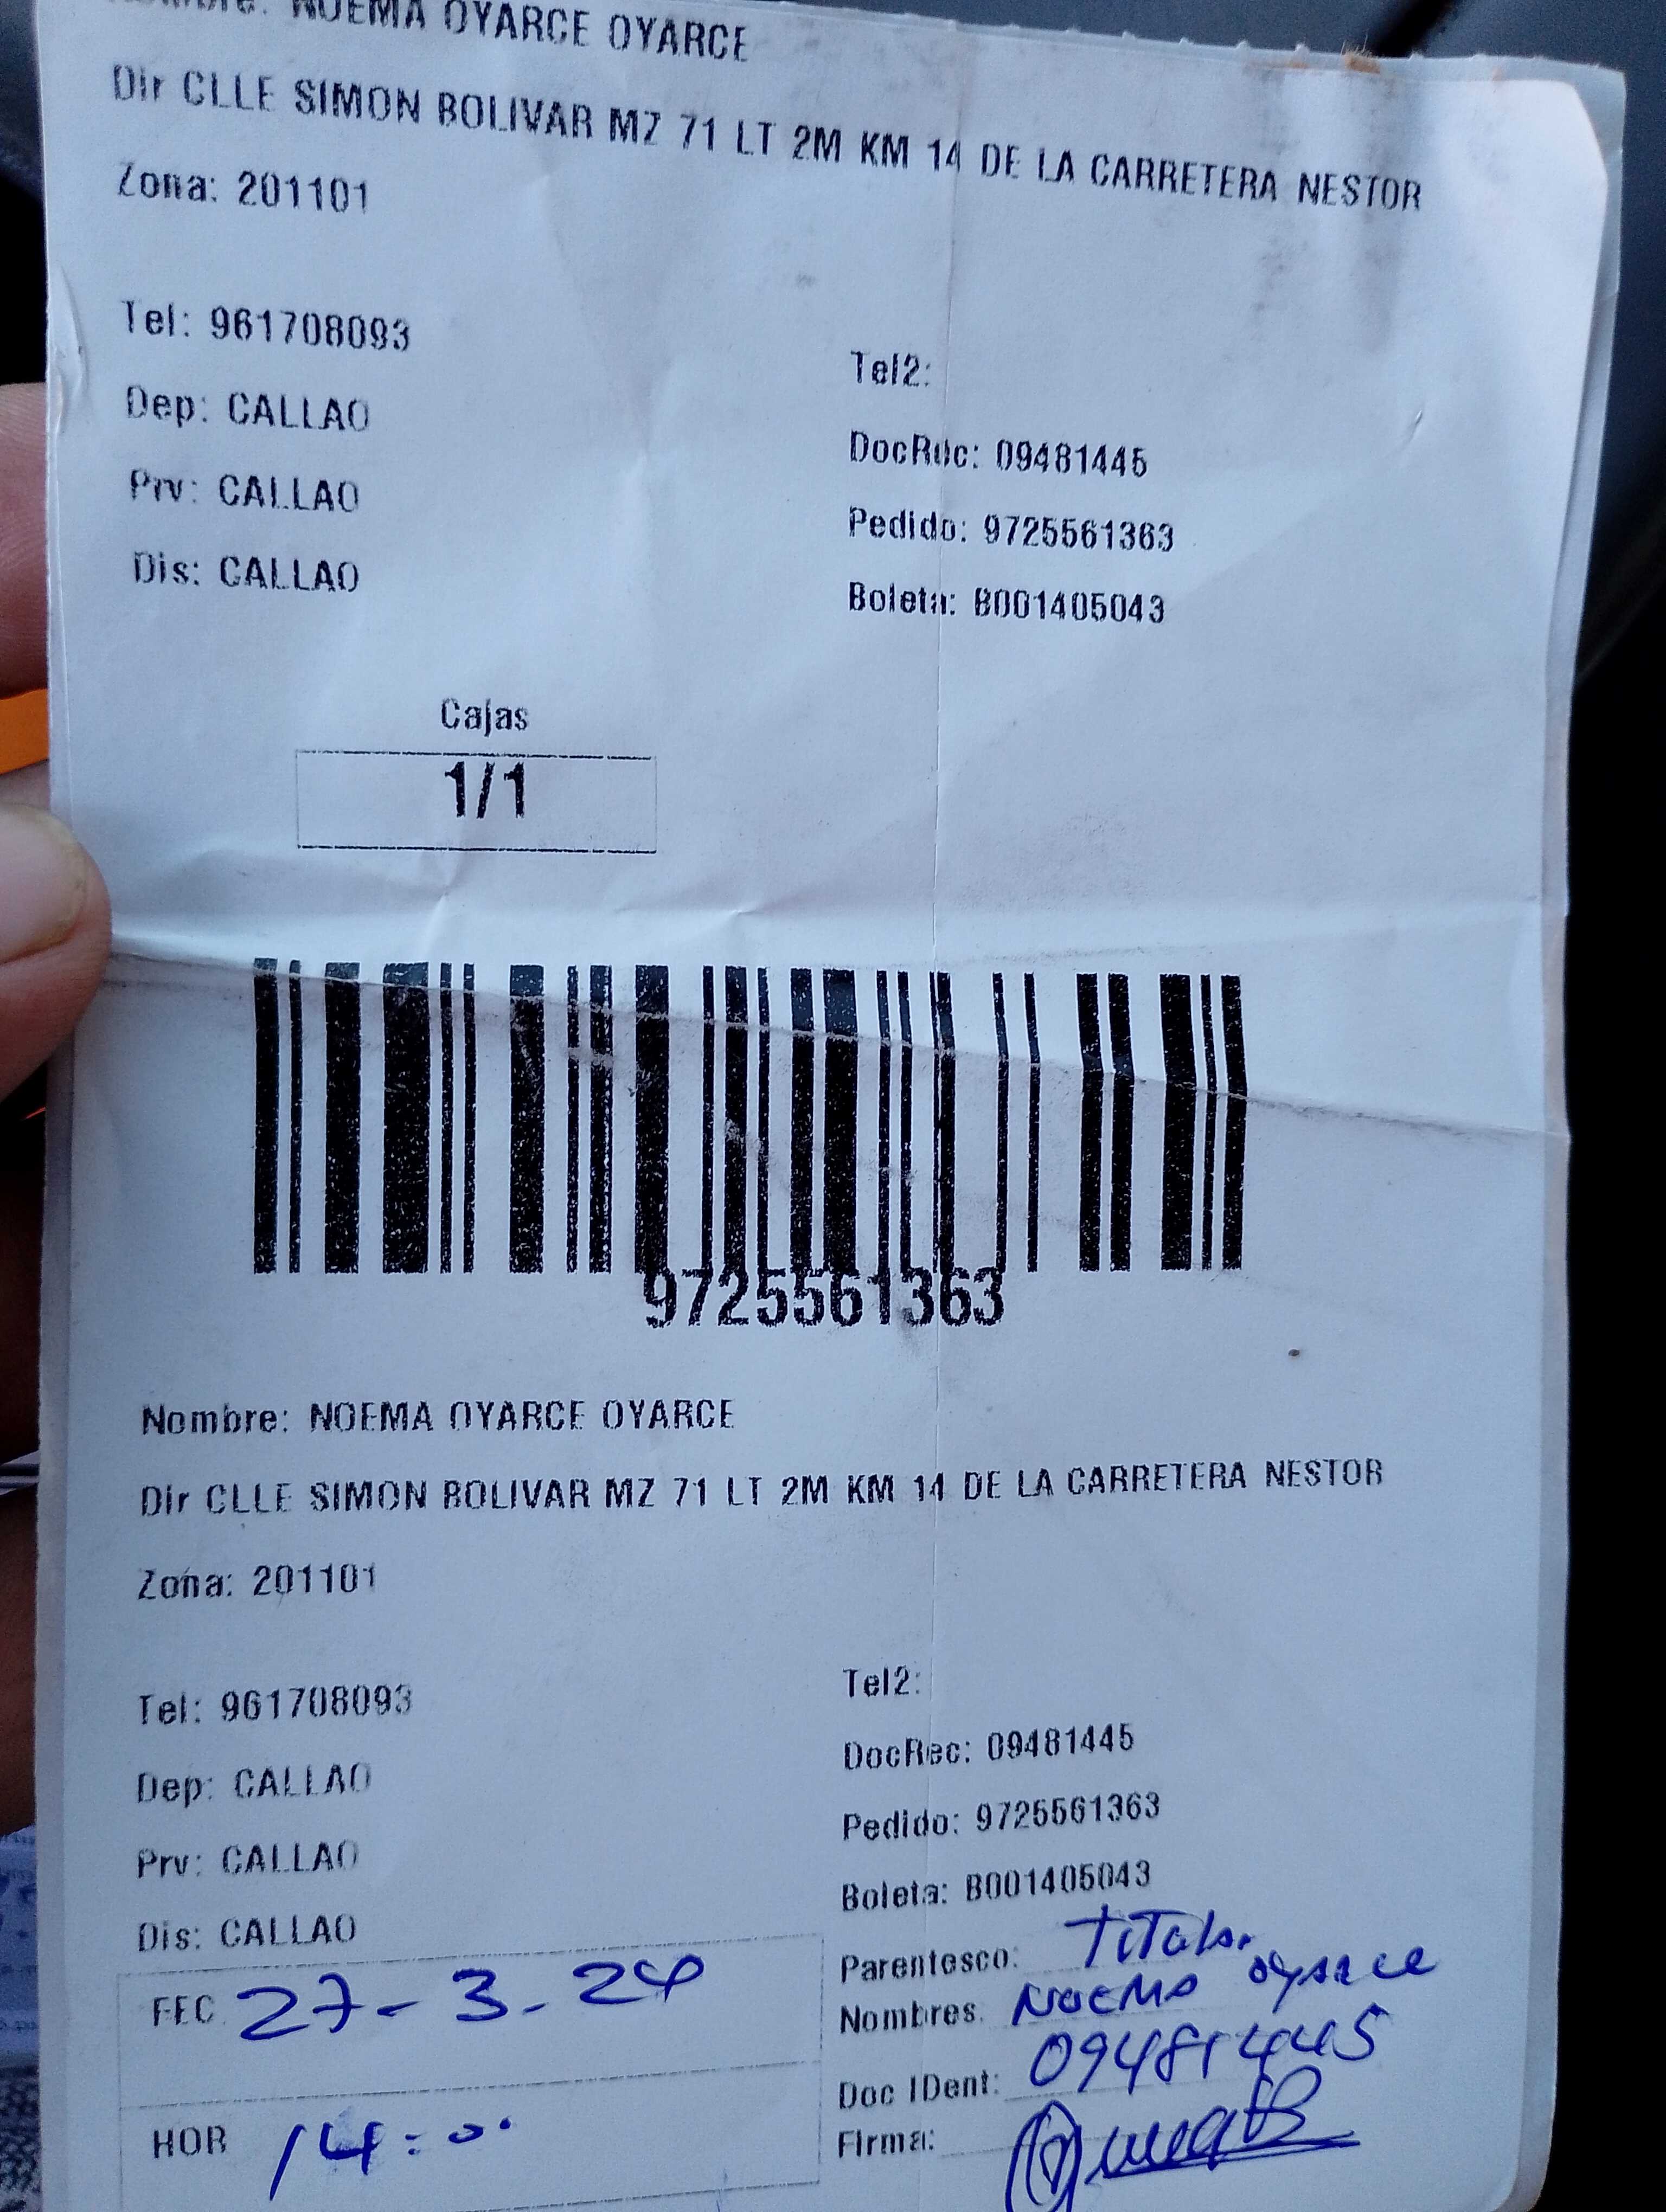 Nombre: NOEMA OYARCE OYARCE
Dir CLLE SIMON BOLIVAR MZ 71 LT 2M KM 14 DE LA CARRETERA NESTOR
Zona: 201101
Tel: 961708093
Tel2:
Dep: CALLAO
DocRec: 09481445
Prv: CALLAO
Pedido: 9725561363
Dis: CALLAO
Boleta: B001405043
Cajas
1/1
9725561363
Nombre: NOEMA OYARCE OYARCE
Dir CLLE SIMON BOLIVAR MZ 71 LT 2M KM 14 DE LA CARRETERA NESTOR
Zona: 201101
Tel: 961708093
Tel2:
Dep: CALLAO
DocRec: 09481445
Prv: CALLAO
Pedido: 9725561363
Dis: CALLAO
Boleta: B001405043
Parentesco: Titular
FEC 27-3-24
Nombres. Noema oyarce
Doc IDent: 09481445
HOR 14:00
Firma: